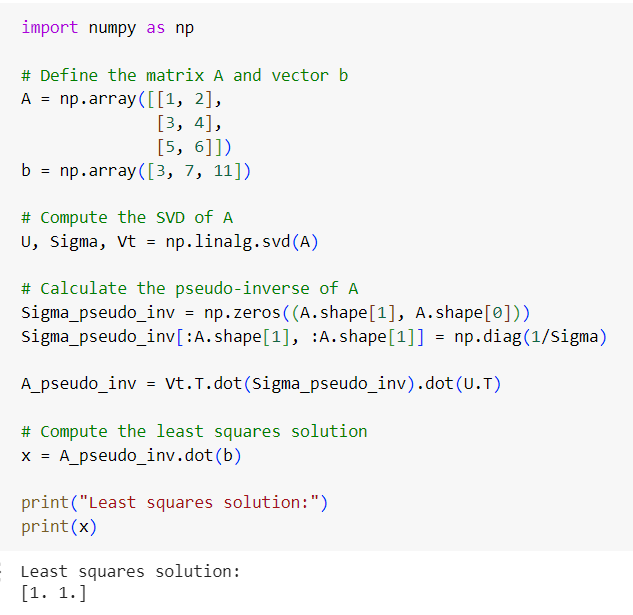 import numpy as np
# Define the matrix A and vector b
A = np.array([[1, 2],
              [3, 4],
              [5, 6]])
b = np.array([3, 7, 11])
# Compute the SVD of A
U, Sigma, Vt = np.linalg.svd(A)
# Calculate the pseudo-inverse of A
Sigma_pseudo_inv = np.zeros((A.shape[1], A.shape[0]))
Sigma_pseudo_inv[:A.shape[1], :A.shape[1]] = np.diag(1/Sigma)
A_pseudo_inv = Vt.T.dot(Sigma_pseudo_inv).dot(U.T)
# Compute the least squares solution
x = A_pseudo_inv.dot(b)
print("Least squares solution:")
print(x)
Least squares solution:
[1. 1.]